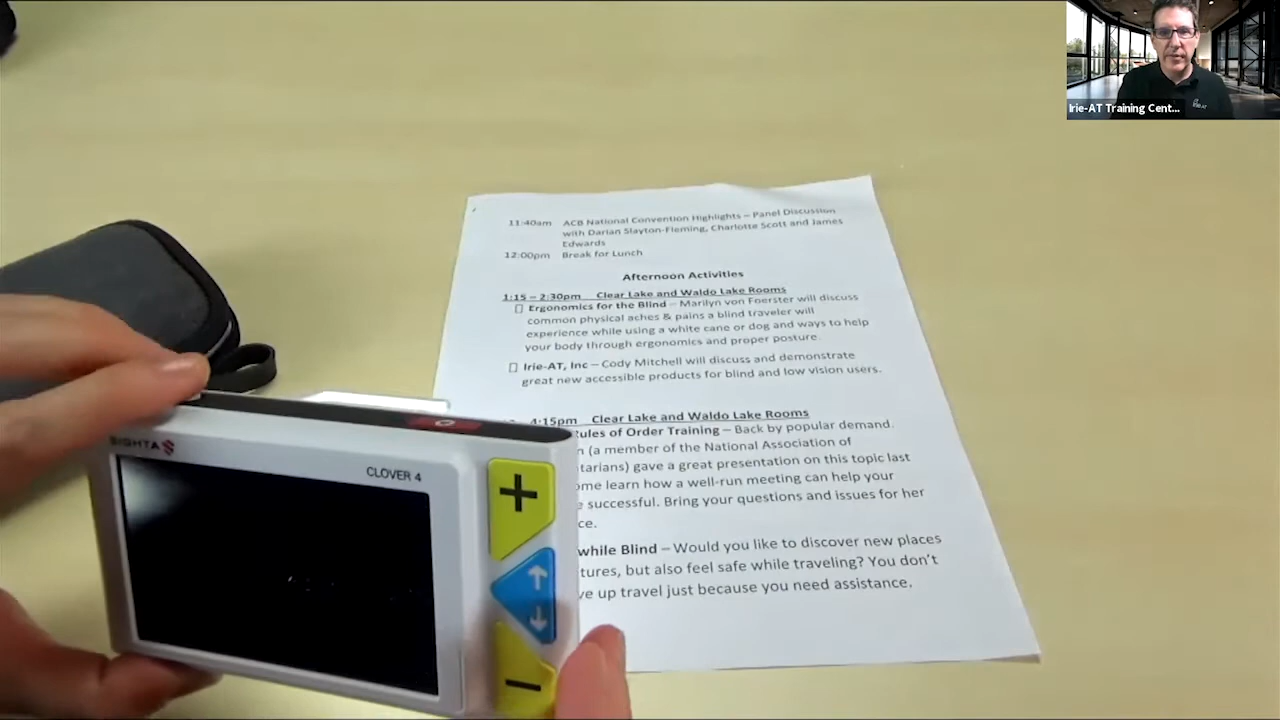 Irie-AT Training Cent...
IRIE-AT
11:40am ACB National Convention Highlights – Panel Discussion
with Darian Slayton-Fleming, Charlotte Scott and James
Edwards
12:00pm Break for Lunch
Afternoon Activities
1:15 – 2:30pm Clear Lake and Waldo Lake Rooms
Ergonomics for the Blind – Marilyn von Foerster will discuss
common physical aches & pains a blind traveler will
experience while using a white cane or dog and ways to help
your body through ergonomics and proper posture.
Irie-AT, Inc – Cody Mitchell will discuss and demonstrate
great new accessible products for blind and low vision users.
4:15pm Clear Lake and Waldo Lake Rooms
Rules of Order Training – Back by popular demand.
(a member of the National Association of
tarians) gave a great presentation on this topic last
ome learn how a well-run meeting can help your
successful. Bring your questions and issues for her
ce.
while Blind – Would you like to discover new places
tures, but also feel safe while traveling? You don't
ve up travel just because you need assistance.
SIGHTA
CLOVER 4
+
–